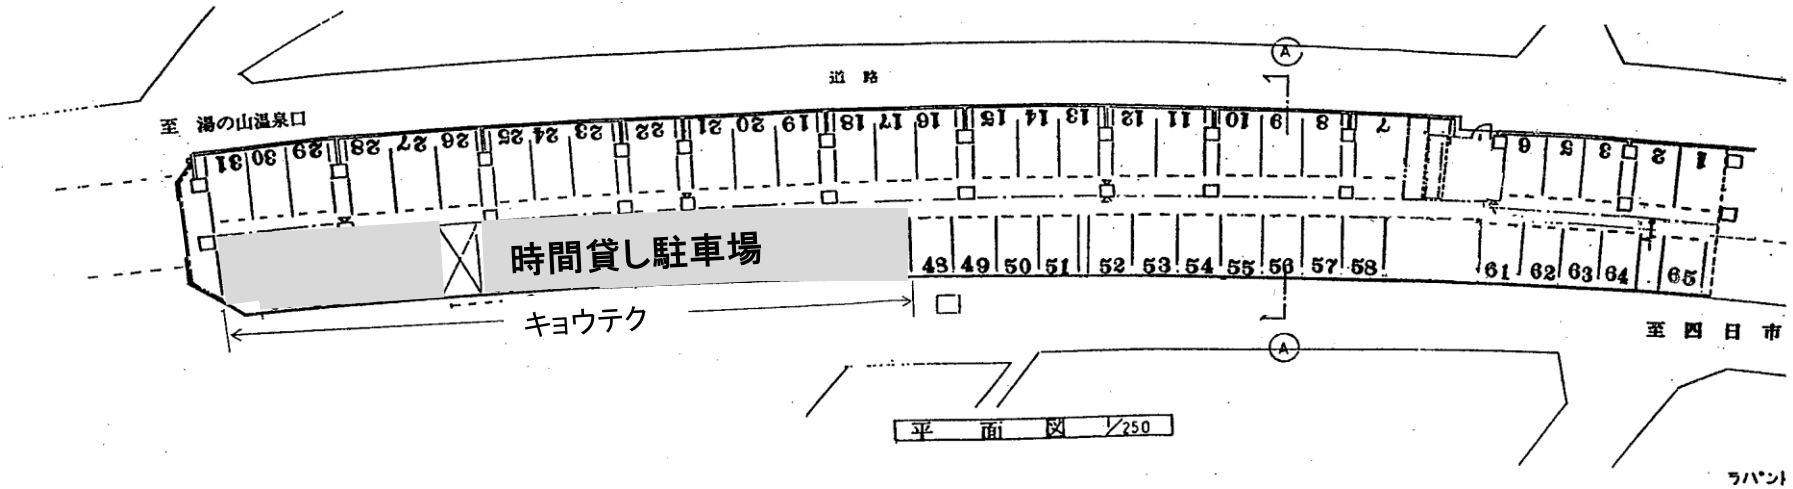 Ⓐ
道 路
至 湯の山温泉口
31 30 29 28 27 26 25 24 23 22 21 20 19 18 17 16 15 14 13 12 11 10 9 8 7 6 5 3 2 1
時間貸し駐車場
48 49 50 51 52 53 54 55 56 57 58 61 62 63 64 65
キョウテク
至 四 日 市
Ⓐ
平 面 図 1/250
ラパント